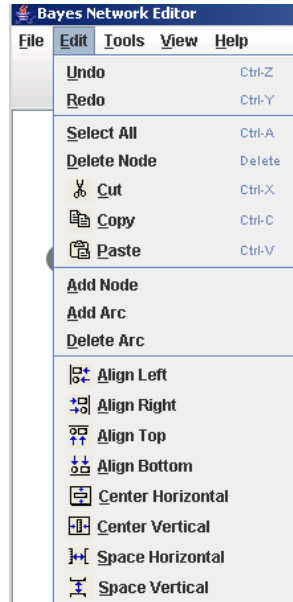 Bayes Network Editor
File Edit Tools View Help
Undo Ctrl-Z
Redo Ctrl-Y
Select All Ctrl-A
Delete Node Delete
Cut Ctrl-X
Copy Ctrl-C
Paste Ctrl-V
Add Node
Add Arc
Delete Arc
Align Left
Align Right
Align Top
Align Bottom
Center Horizontal
Center Vertical
Space Horizontal
Space Vertical